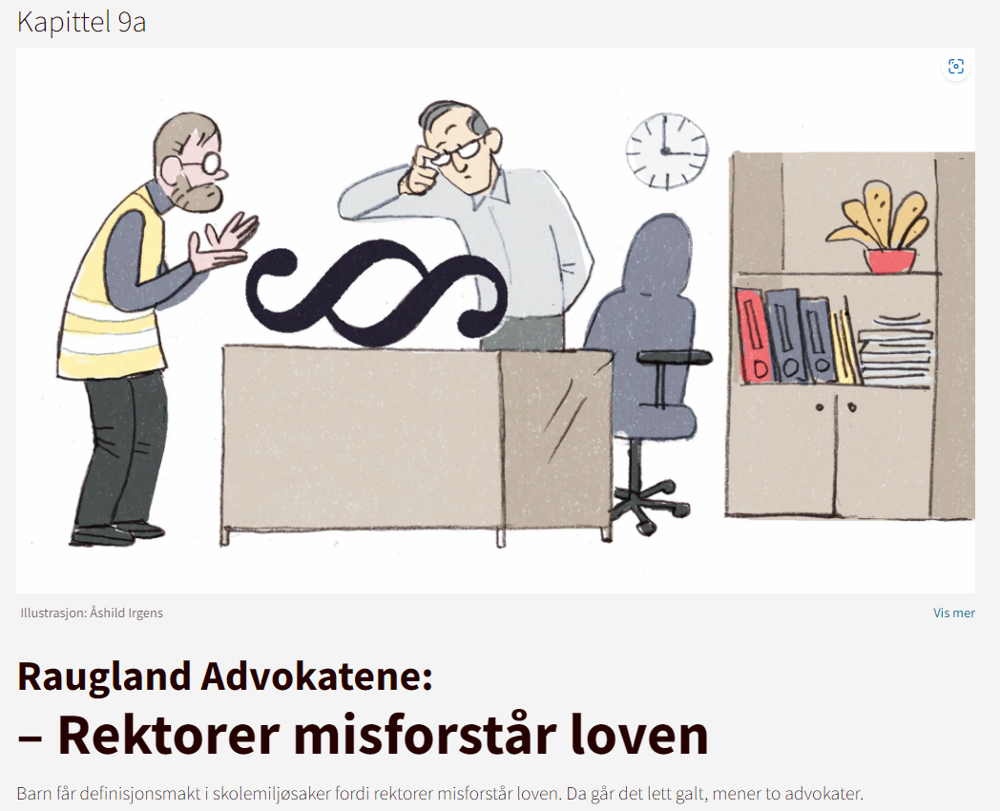 Kapittel 9a
§
Illustrasjon: Åshild Irgens
Vis mer
Raugland Advokatene:
– Rektorer misforstår loven
Barn får definisjonsmakt i skolemiljøsaker fordi rektorer misforstår loven. Da går det lett galt, mener to advokater.